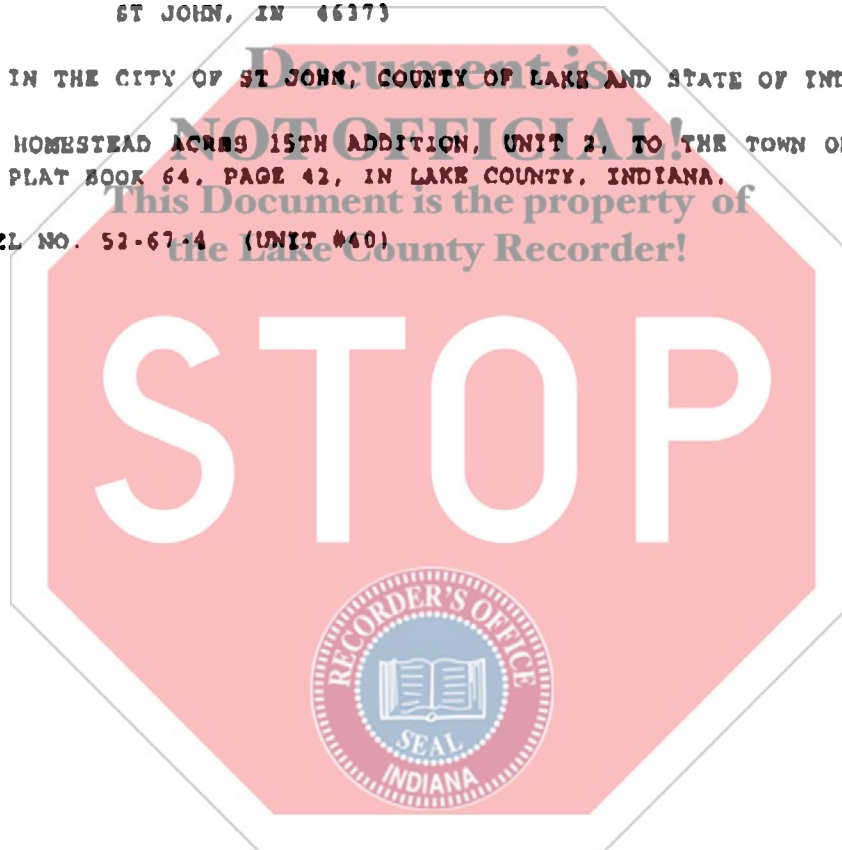 ST JOHN, IN 46373
Document is
IN THE CITY OF ST JOHN, COUNTY OF LAKE AND STATE OF IND
NOT OFFICIAL!
HOMESTEAD ACRES 15TH ADDITION, UNIT 2, TO THE TOWN O
PLAT BOOK 64, PAGE 42, IN LAKE COUNTY, INDIANA.
This Document is the property of
NO. 52-67-4 (UNIT #40)
the Lake County Recorder!
STOP
RECORDER'S OFFICE
SEAL
INDIANA